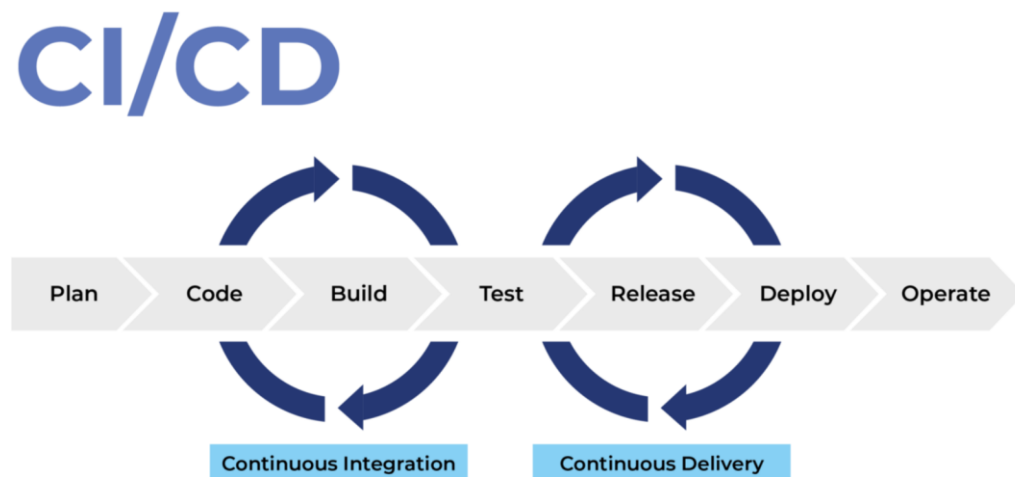 CI/CD
Plan Code Build Test Release Deploy Operate
Continuous Integration Continuous Delivery